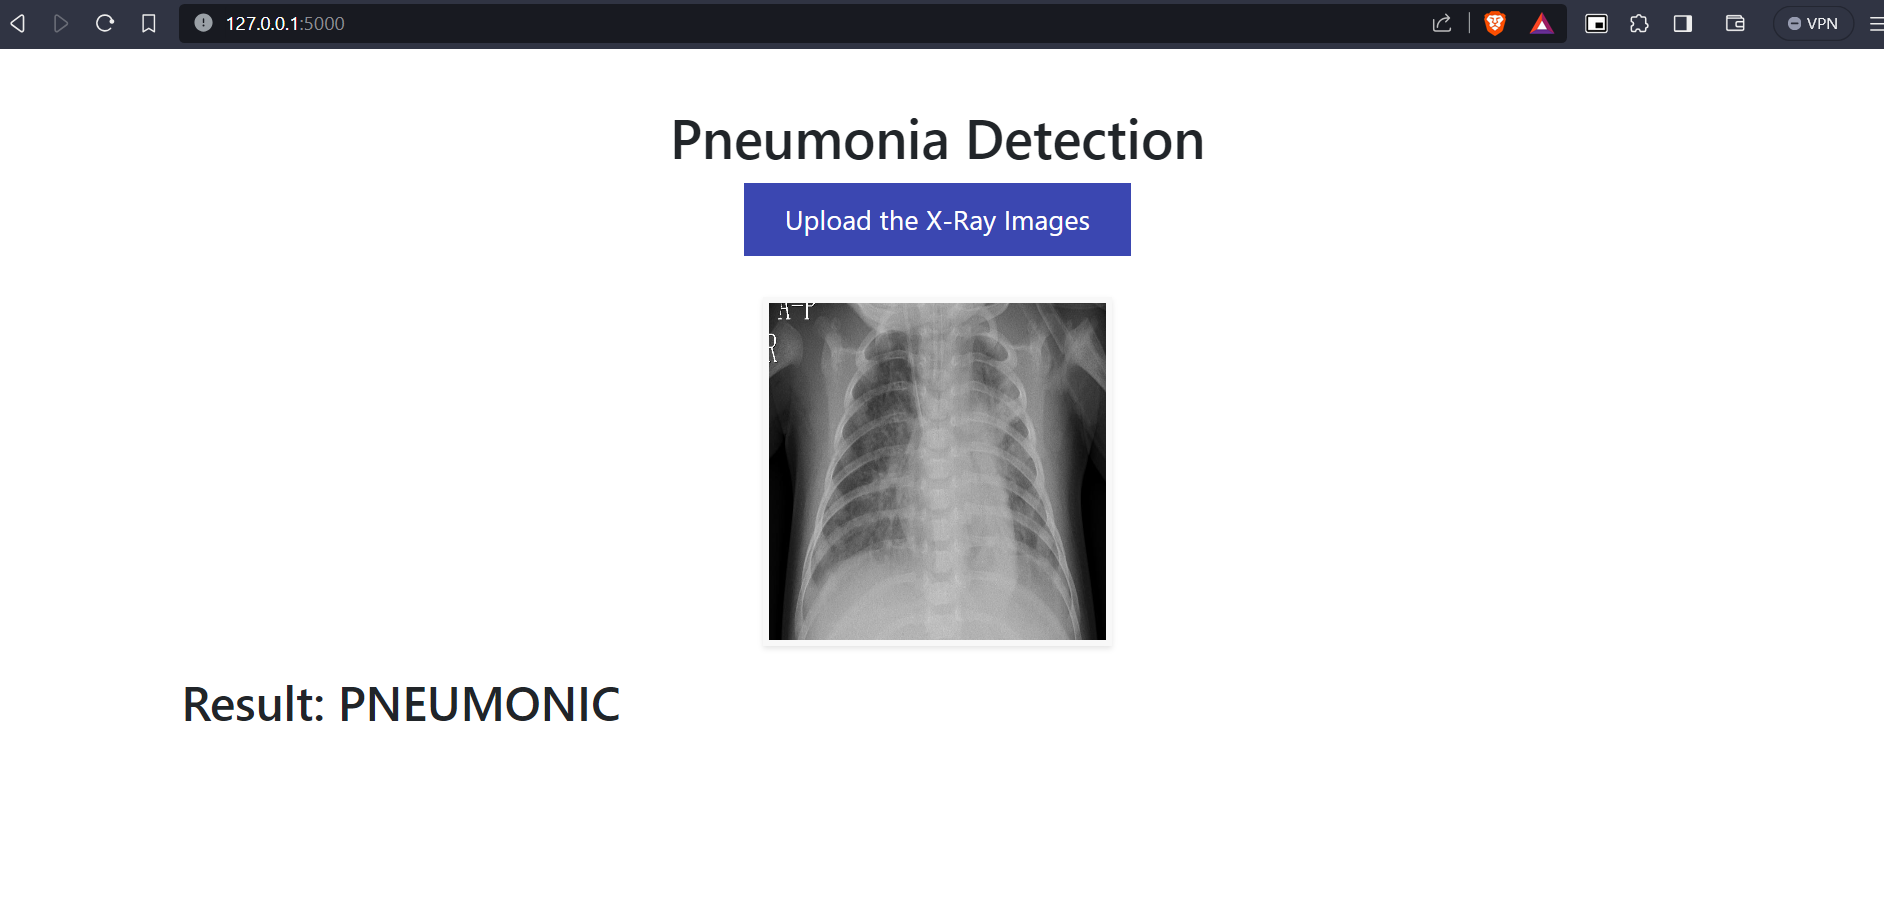 127.0.0.1:5000
VPN
Pneumonia Detection
Upload the X-Ray Images
A-P
R
Result: PNEUMONIC